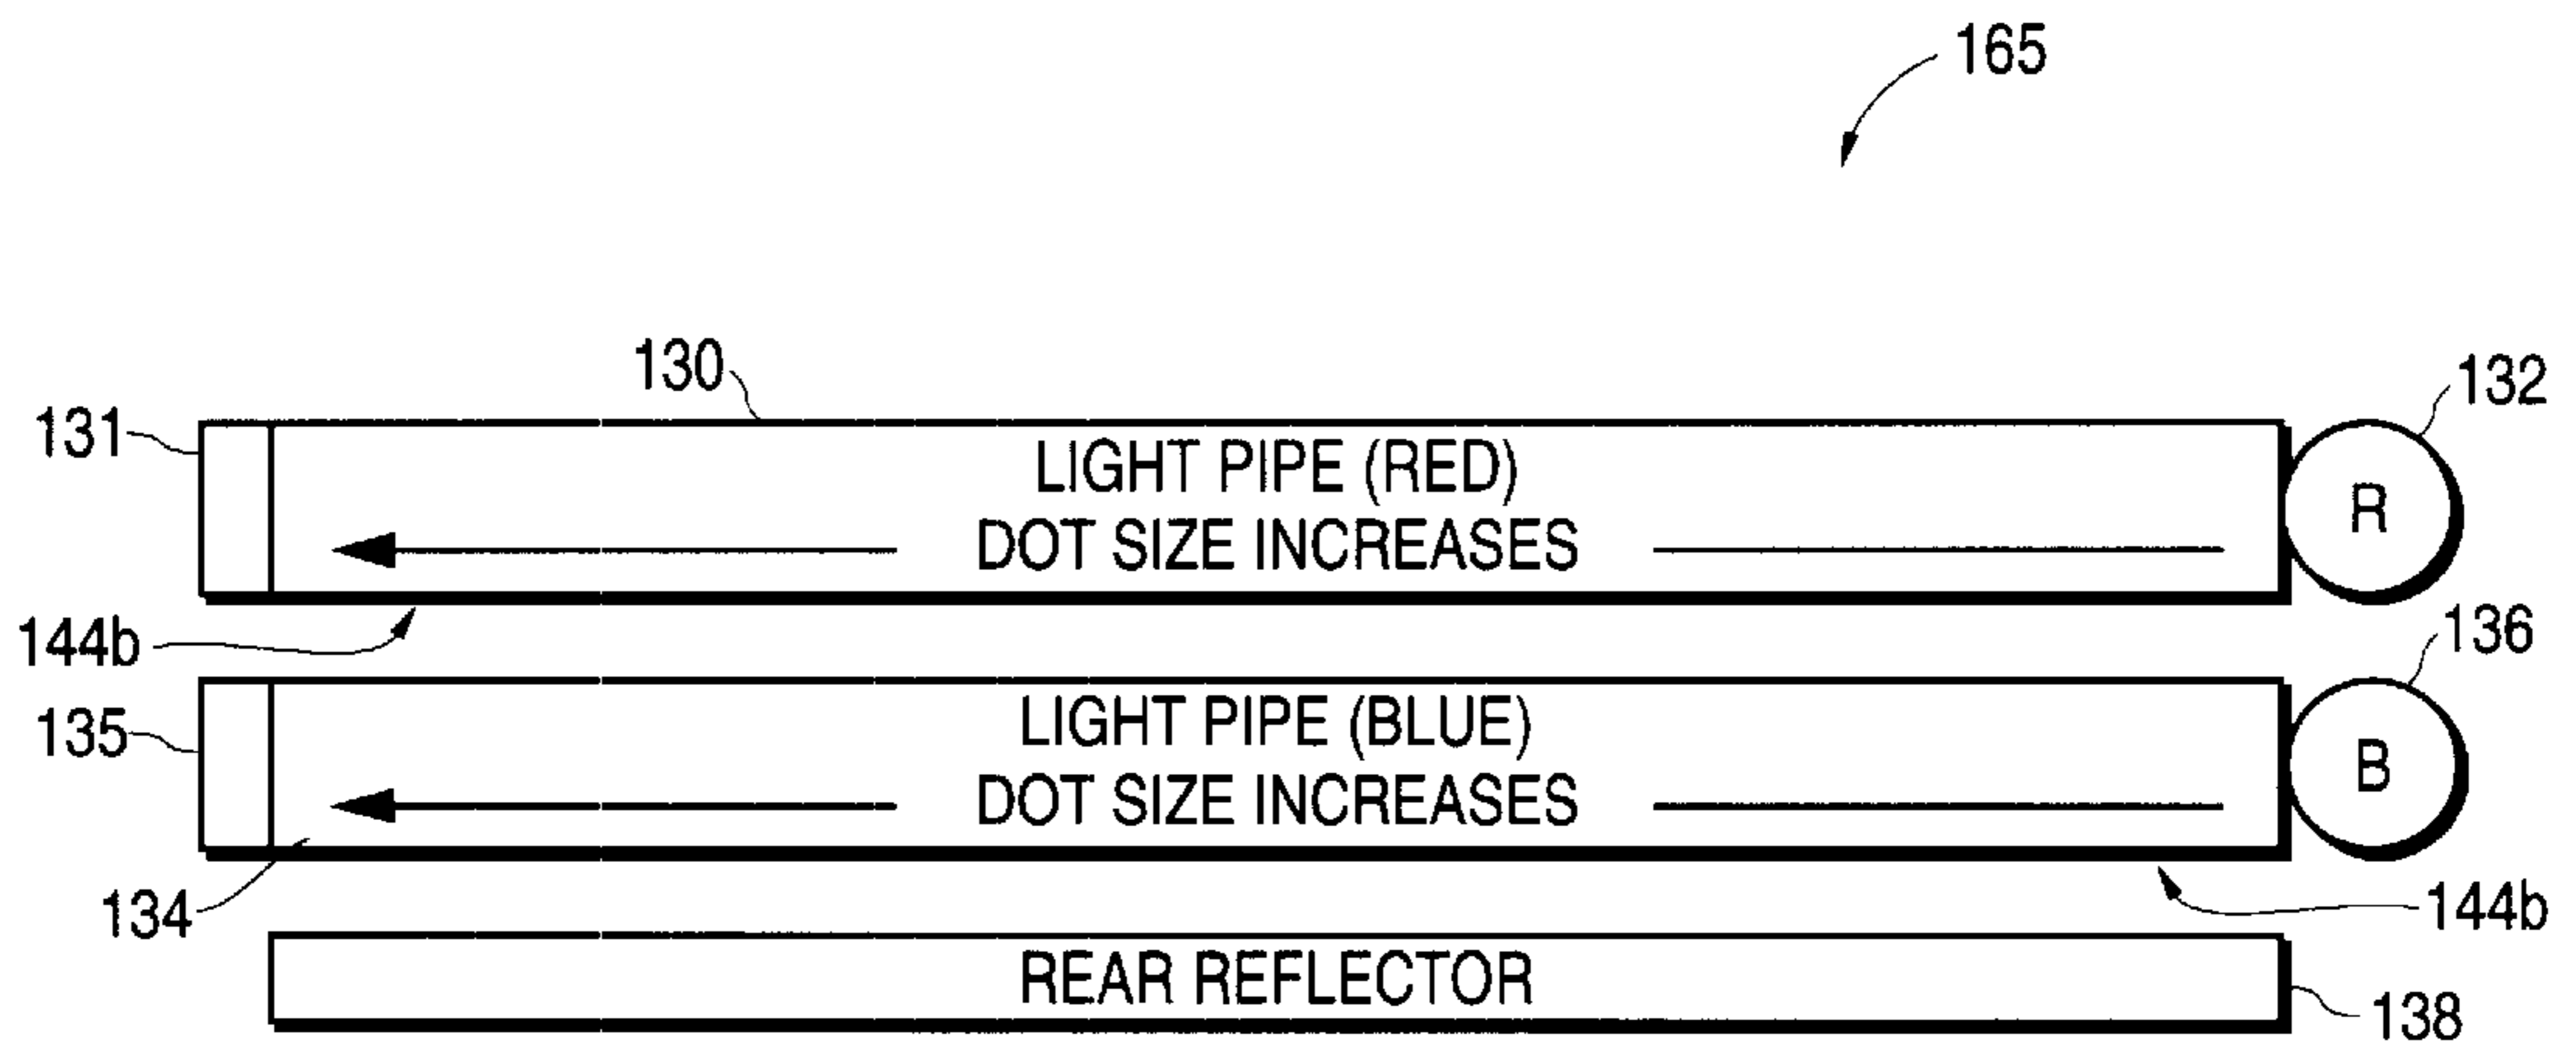 165
130
132
131
LIGHT PIPE (RED)
R
DOT SIZE INCREASES
144b
136
135
LIGHT PIPE (BLUE)
B
DOT SIZE INCREASES
134
144b
REAR REFLECTOR
138